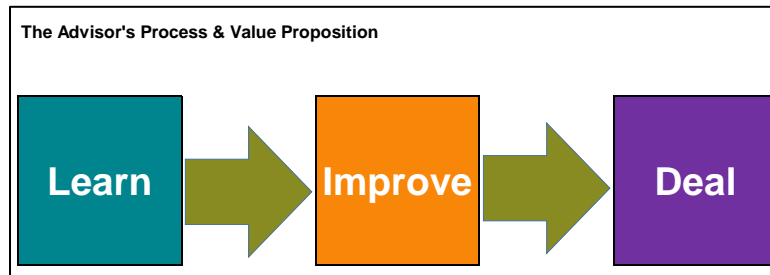 The Advisor's Process & Value Proposition
Learn
Improve
Deal